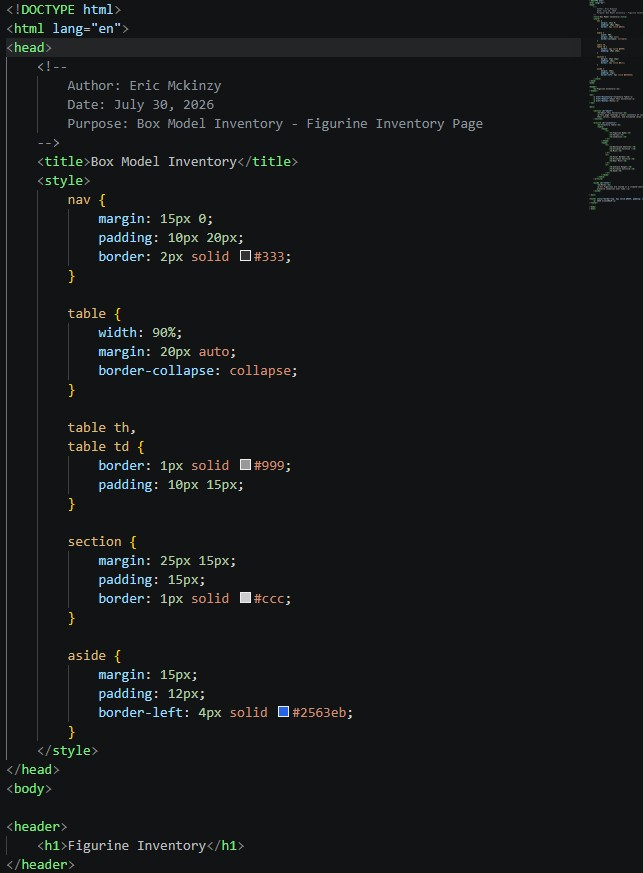 <!DOCTYPE html>
<html lang="en">
<head>
    <!--
        Author: Eric Mckinzy
        Date: July 30, 2026
        Purpose: Box Model Inventory - Figurine Inventory Page
    -->
    <title>Box Model Inventory</title>
    <style>
        nav {
            margin: 15px 0;
            padding: 10px 20px;
            border: 2px solid #333;
        }

        table {
            width: 90%;
            margin: 20px auto;
            border-collapse: collapse;
        }

        table th,
        table td {
            border: 1px solid #999;
            padding: 10px 15px;
        }

        section {
            margin: 25px 15px;
            padding: 15px;
            border: 1px solid #ccc;
        }

        aside {
            margin: 15px;
            padding: 12px;
            border-left: 4px solid #2563eb;
        }
    </style>
</head>
<body>

<header>
    <h1>Figurine Inventory</h1>
</header>